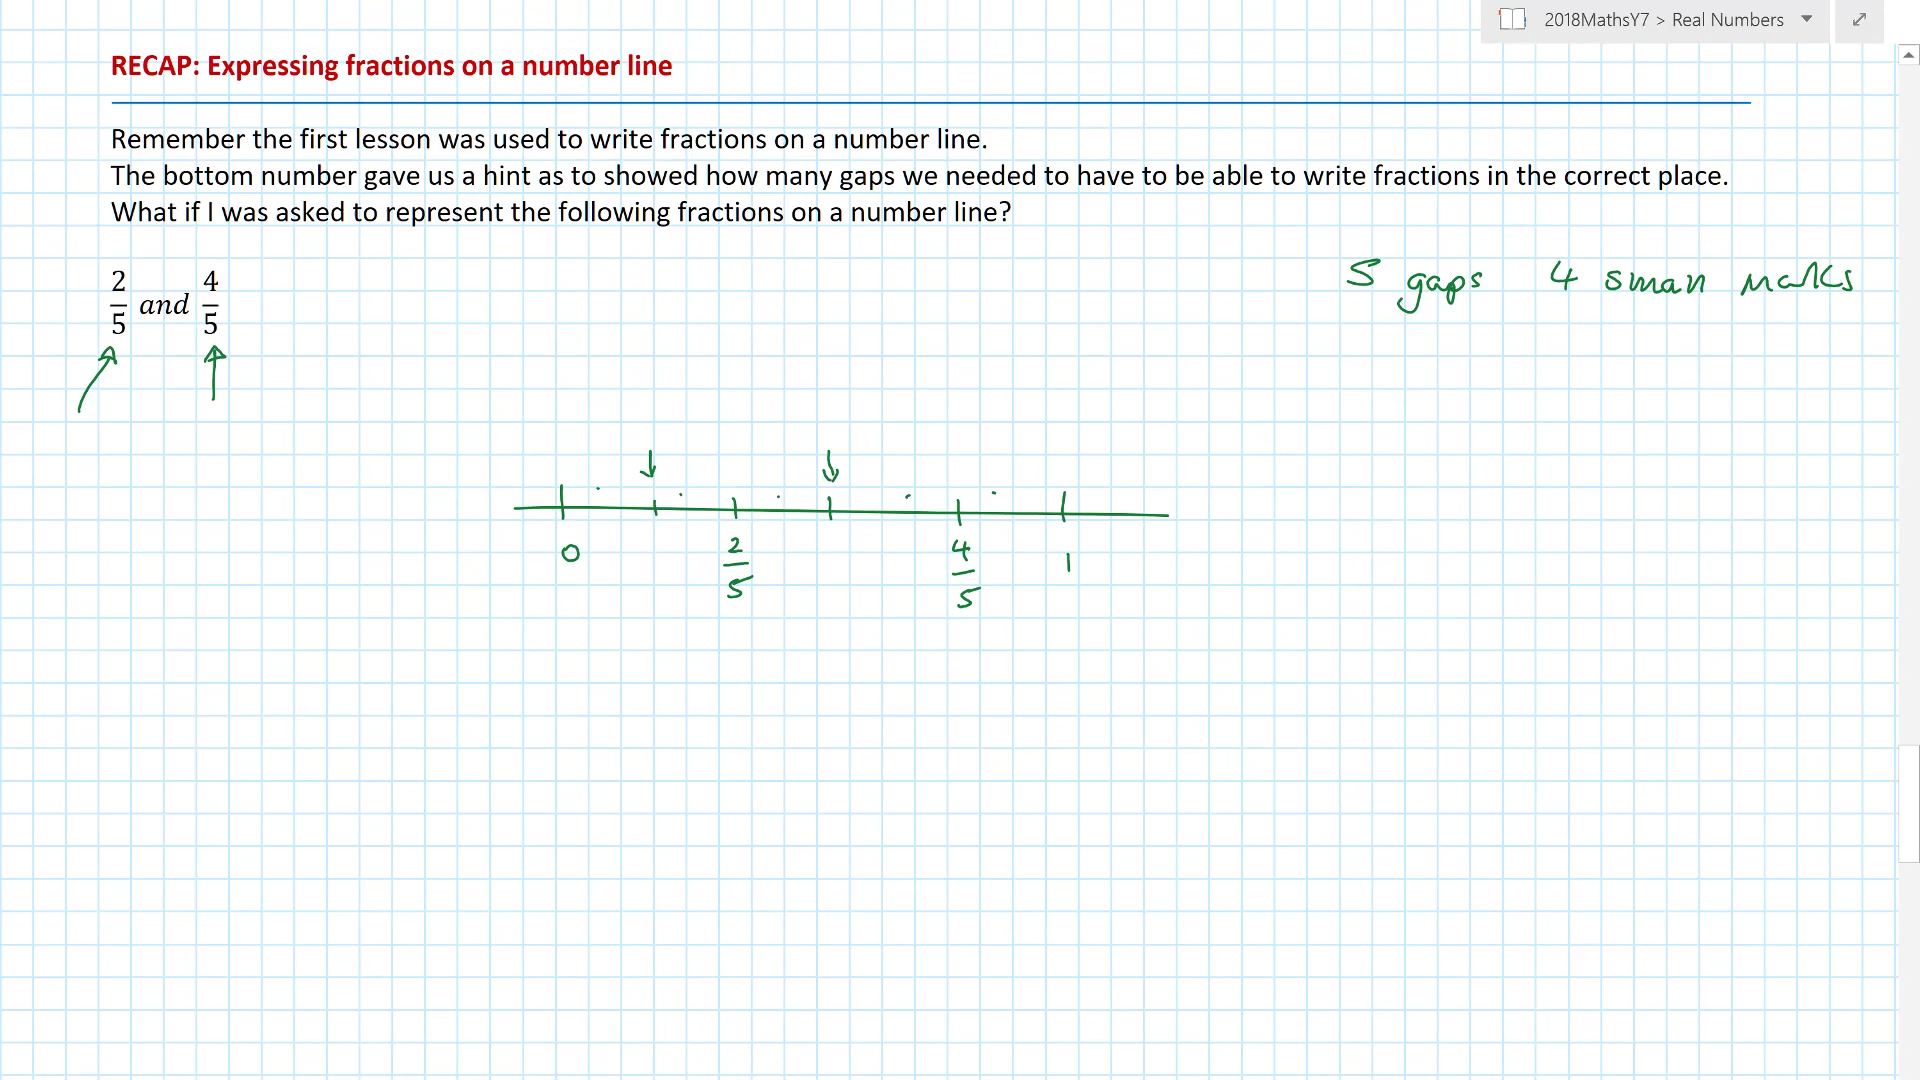 2018MathsY7 > Real Numbers
RECAP: Expressing fractions on a number line
Remember the first lesson was used to write fractions on a number line.
The bottom number gave us a hint as to showed how many gaps we needed to have to be able to write fractions in the correct place.
What if I was asked to represent the following fractions on a number line?
2/5 and 4/5
5 gaps 4 small marks
0 2/5 4/5 1